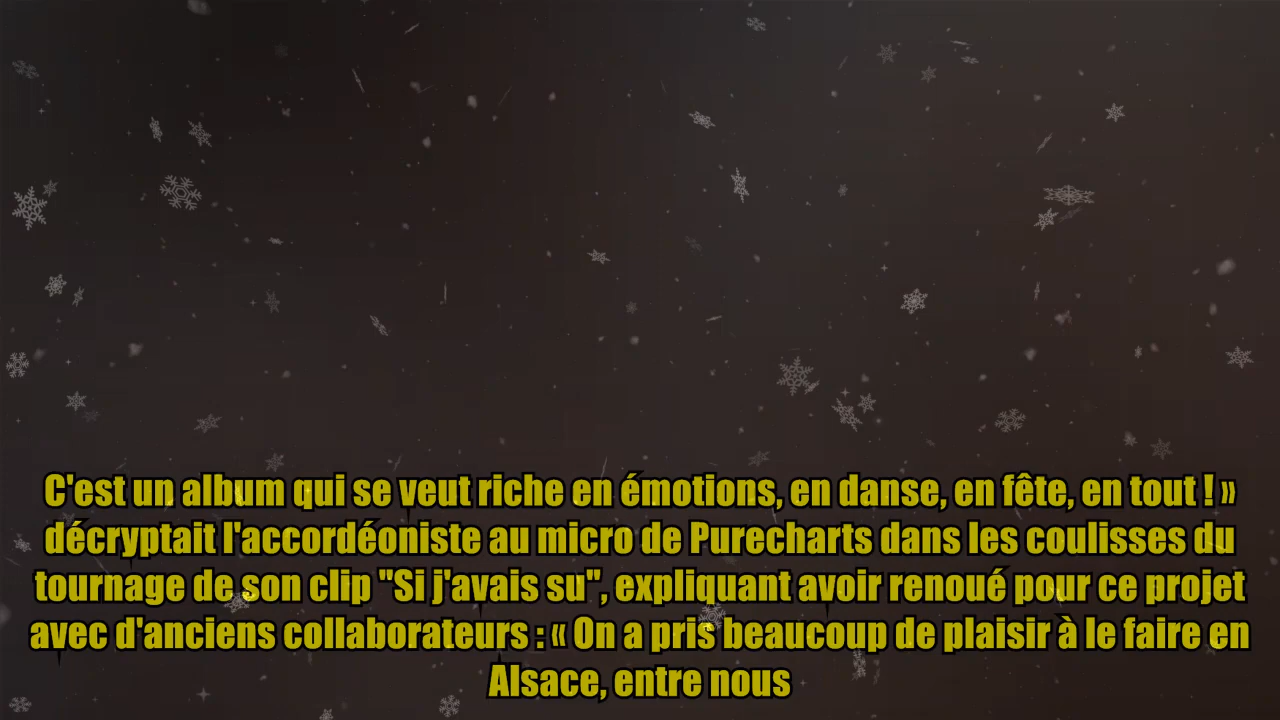 C'est un album qui se veut riche en émotions, en danse, en fête, en tout ! »
décryptait l'accordéoniste au micro de Purecharts dans les coulisses du
tournage de son clip "Si j'avais su", expliquant avoir renoué pour ce projet
avec d'anciens collaborateurs : « On a pris beaucoup de plaisir à le faire en
Alsace, entre nous